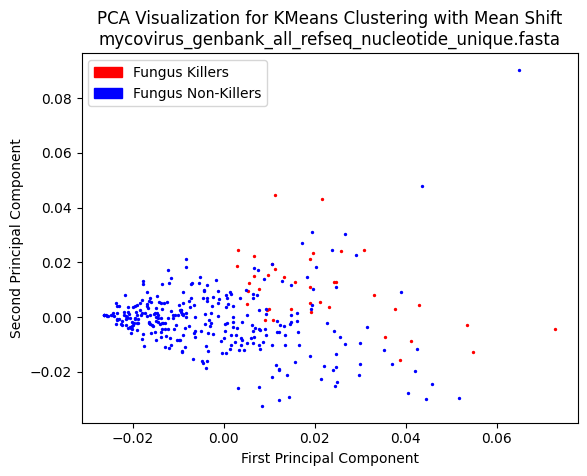 PCA Visualization for KMeans Clustering with Mean Shift
mycovirus_genbank_all_refseq_nucleotide_unique.fasta
Fungus Killers
Fungus Non-Killers
Second Principal Component
0.08
0.06
0.04
0.02
0.00
−0.02
−0.02
0.00
0.02
0.04
0.06
First Principal Component